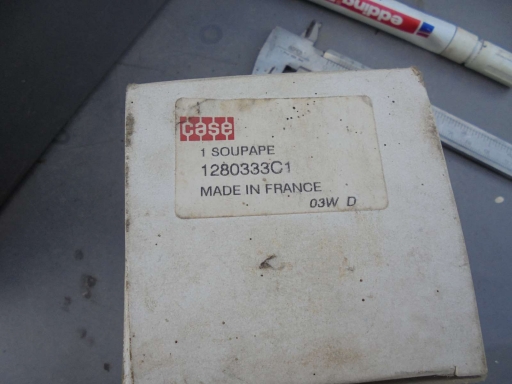 edding
case
1 SOUPAPE
1280333C1
MADE IN FRANCE
03W D